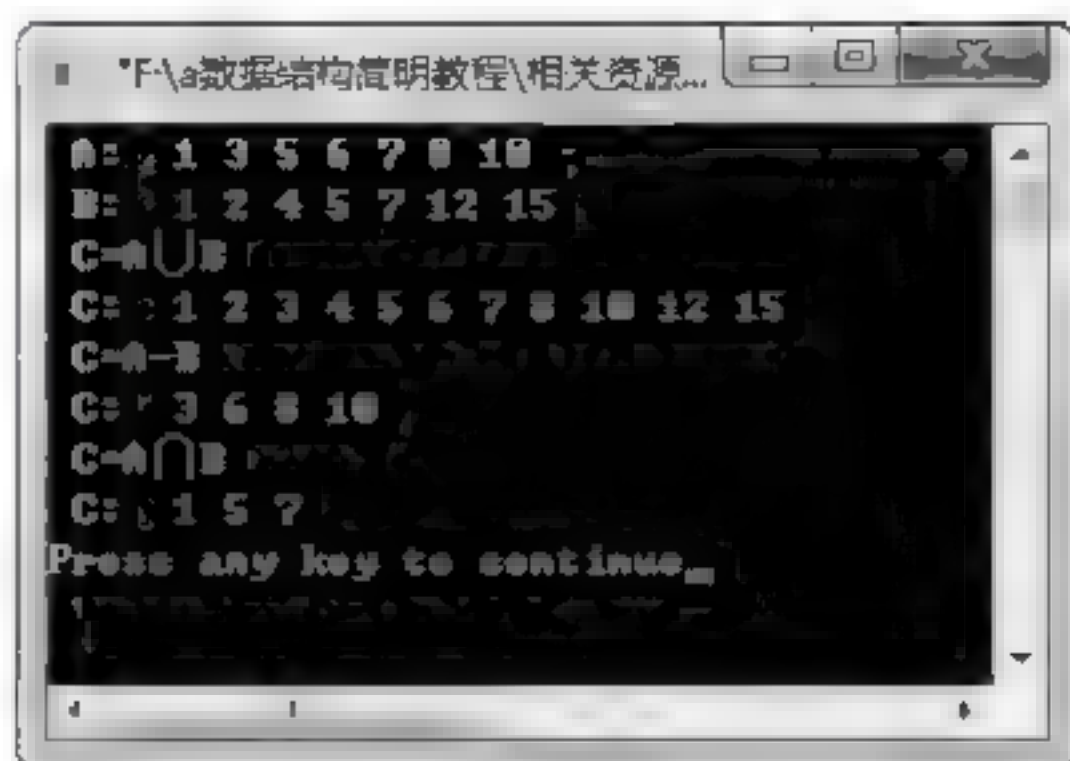 "F:\a数据结构简明教程\相关资源...
A: 1 3 5 6 7 8 10
B: 1 2 4 5 7 12 15
C=A∪B
C: 1 2 3 4 5 6 7 8 10 12 15
C=A-B
C: 3 6 8 10
C=A∩B
C: 1 5 7
Press any key to continue_